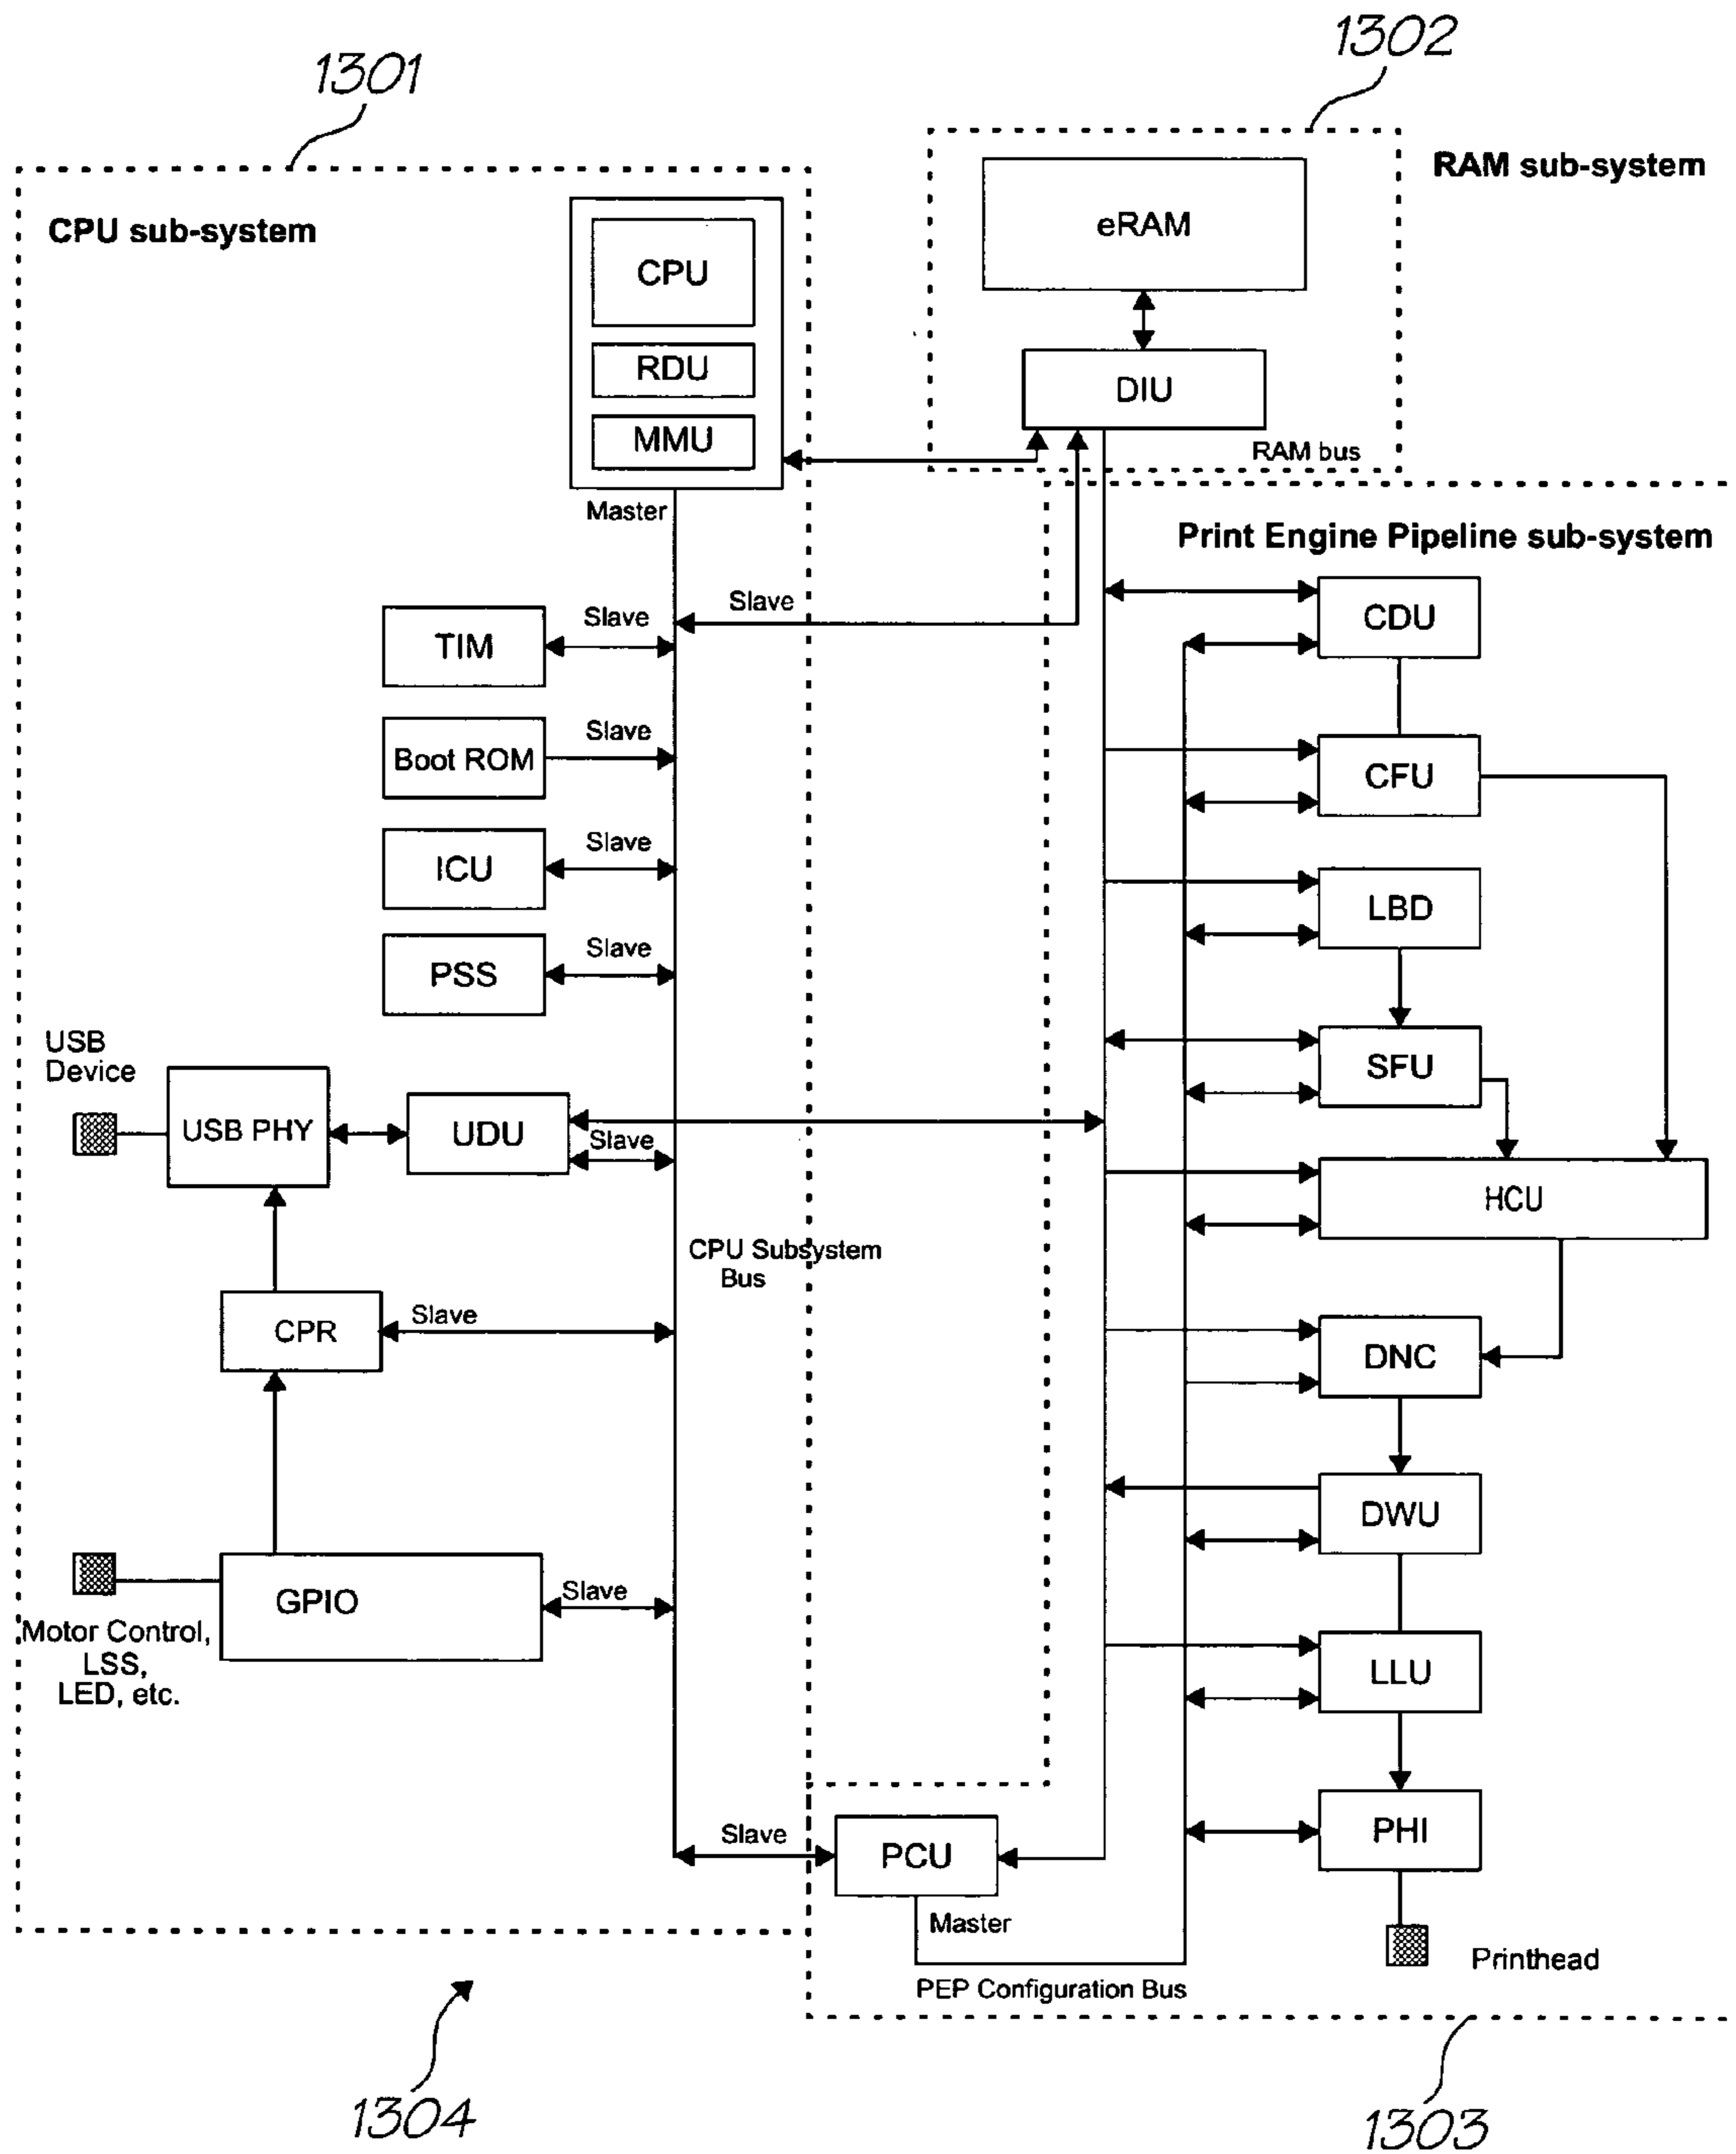 1302
1301
RAM sub-system
CPU sub-system
eRAM
CPU
RDU
DIU
MMU
RAM bus
Master
Print Engine Pipeline sub-system
Slave
Slave
CDU
TIM
Slave
Boot ROM
CFU
Slave
ICU
LBD
Slave
PSS
USB
Device
SFU
USB PHY
UDU
Slave
HCU
CPU Subsystem
Bus
Slave
CPR
DNC
DWU
Slave
GPIO
Motor Control,
LSS,
LED, etc.
LLU
Slave
PCU
PHI
Master
Printhead
PEP Configuration Bus
1304
1303